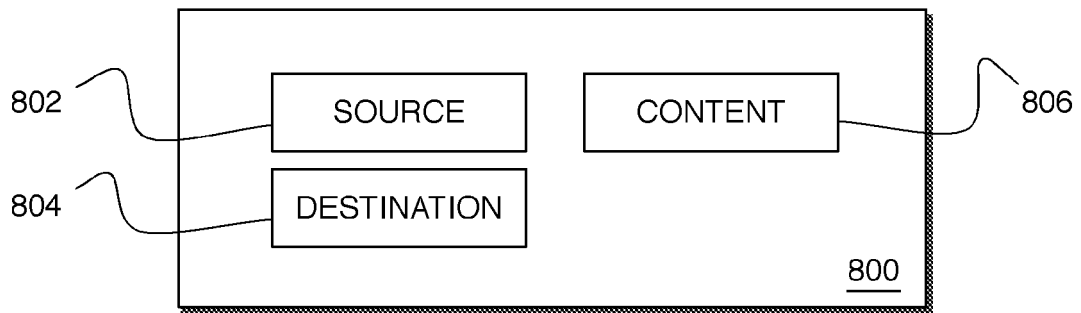 802
SOURCE
CONTENT
806
804
DESTINATION
800